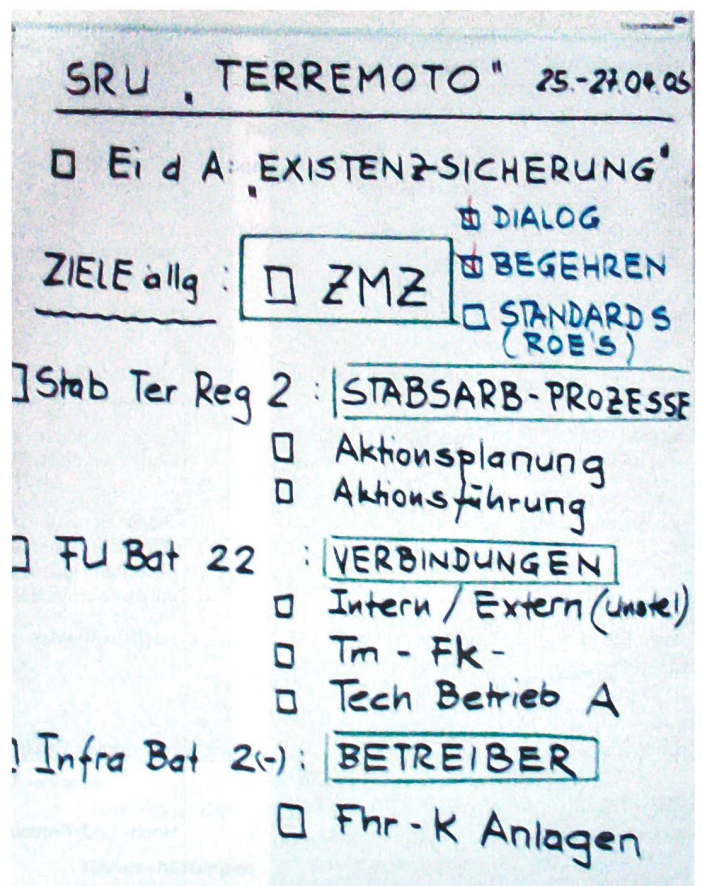 SRU „TERREMOTO" 25.-27.04.05
□ Ei d A „EXISTENZ-SICHERUNG"
DIALOG
ZIELE allg : □ ZMZ
BEGEHREN
□ STANDARDS
(ROE'S)
□ Stab Ter Reg 2 : STABSARB-PROZESSE
□ Aktionsplanung
□ Aktionsführung
□ FU Bat 22 : VERBINDUNGEN
□ Intern / Extern
□ Tm - FK -
□ Tech Betrieb A
□ Infra Bat 2(-) : BETREIBER
□ Fhr - K Anlagen